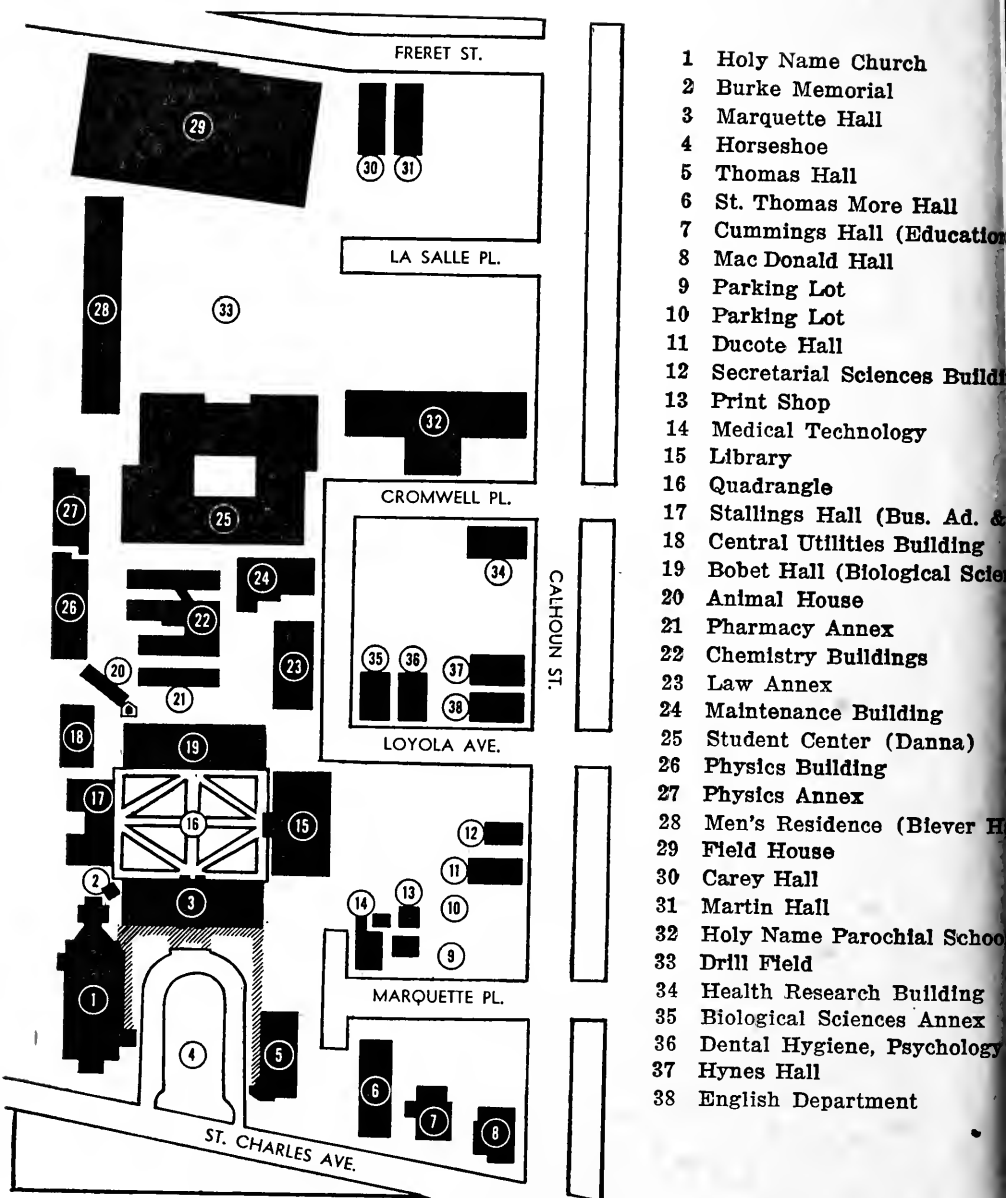 FRERET ST.
29
30
31
LA SALLE PL.
28
33
32
CROMWELL PL.
27
25
34
26
24
22
CALHOUN ST.
20
23
35
36
37
21
38
18
19
LOYOLA AVE.
17
16
15
12
11
2
3
14
13
10
9
MARQUETTE PL.
1
4
5
6
7
8
ST. CHARLES AVE.
1 Holy Name Church
2 Burke Memorial
3 Marquette Hall
4 Horseshoe
5 Thomas Hall
6 St. Thomas More Hall
7 Cummings Hall (Education
8 Mac Donald Hall
9 Parking Lot
10 Parking Lot
11 Ducote Hall
12 Secretarial Sciences Buildi
13 Print Shop
14 Medical Technology
15 Library
16 Quadrangle
17 Stallings Hall (Bus. Ad. &
18 Central Utilities Building
19 Bobet Hall (Biological Scie
20 Animal House
21 Pharmacy Annex
22 Chemistry Buildings
23 Law Annex
24 Maintenance Building
25 Student Center (Danna)
26 Physics Building
27 Physics Annex
28 Men's Residence (Biever H
29 Field House
30 Carey Hall
31 Martin Hall
32 Holy Name Parochial Schoo
33 Drill Field
34 Health Research Building
35 Biological Sciences Annex
36 Dental Hygiene, Psychology
37 Hynes Hall
38 English Department